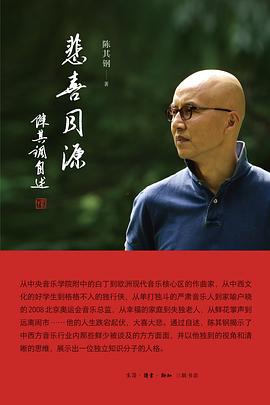 陈其钢 著
悲喜同源
陳其鋼自述
从中央音乐学院附中的白丁到欧洲现代音乐核心区的作曲家，从中西文
化的好学生到格格不入的独行侠，从单打独斗的严肃音乐人到家喻户晓
的2008北京奥运会音乐总监，从幸福的家庭到失独老人，从鲜花掌声到
远离闹市……他的人生跌宕起伏、大喜大悲。通过自述，陈其钢揭示了
中西方音乐行业内那些鲜少被谈及的方方面面，并以他独到的视角和清
晰的思维，展示出一位独立知识分子的人格。
生活·讀書·新知 三联书店